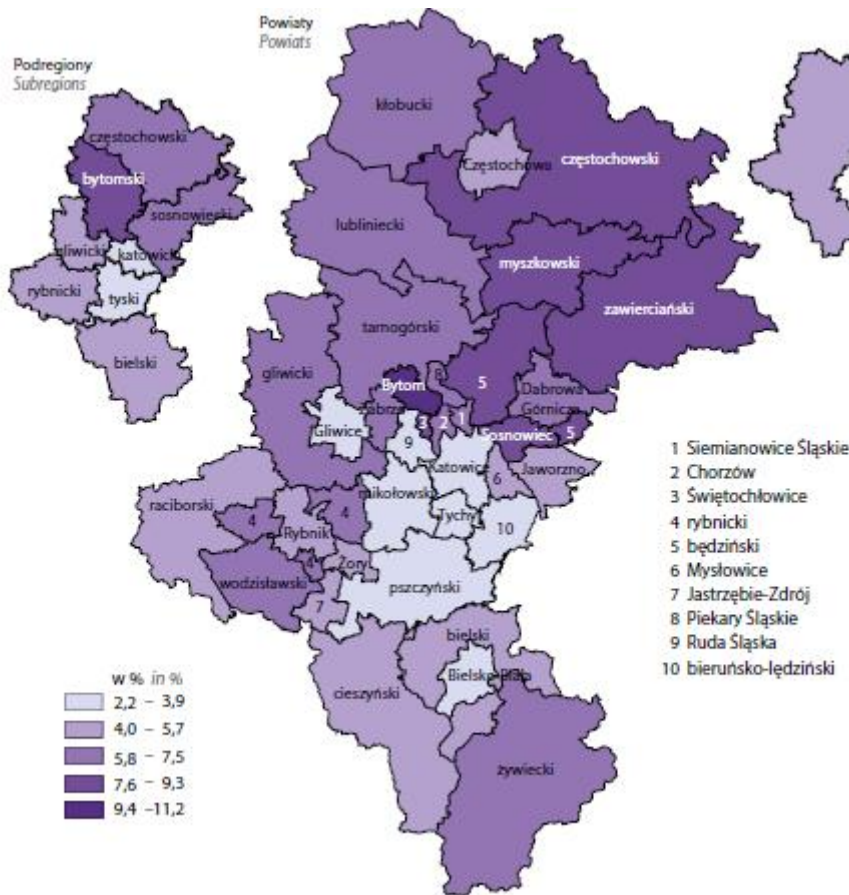 Podregiony
Subregions
częstochowski
bytomski
sosnowiecki
gliwicki
katowicki
rybnicki
tyski
bielski
Powiaty
Powiats
kłobucki
Częstochowa
częstochowski
lubliniecki
myszkowski
zawierciański
tarnogórski
gliwicki
Bytom
8
5
Dabrowa
Górnicza
Zabrze
3
2
1
Sosnowiec
5
Gliwice
9
Katowice
6
Jaworzno
raciborski
4
Rybnik
4
mikołowski
Tychy
10
4
Żory
wodzisławski
7
pszczyński
bielski
Bielsko-Biała
cieszyński
żywiecki
1 Siemianowice Śląskie
2 Chorzów
3 Świętochłowice
4 rybnicki
5 będziński
6 Mysłowice
7 Jastrzębie-Zdrój
8 Piekary Śląskie
9 Ruda Śląska
10 bieruńsko-lędziński
w % in %
2,2 – 3,9
4,0 – 5,7
5,8 – 7,5
7,6 – 9,3
9,4 –11,2